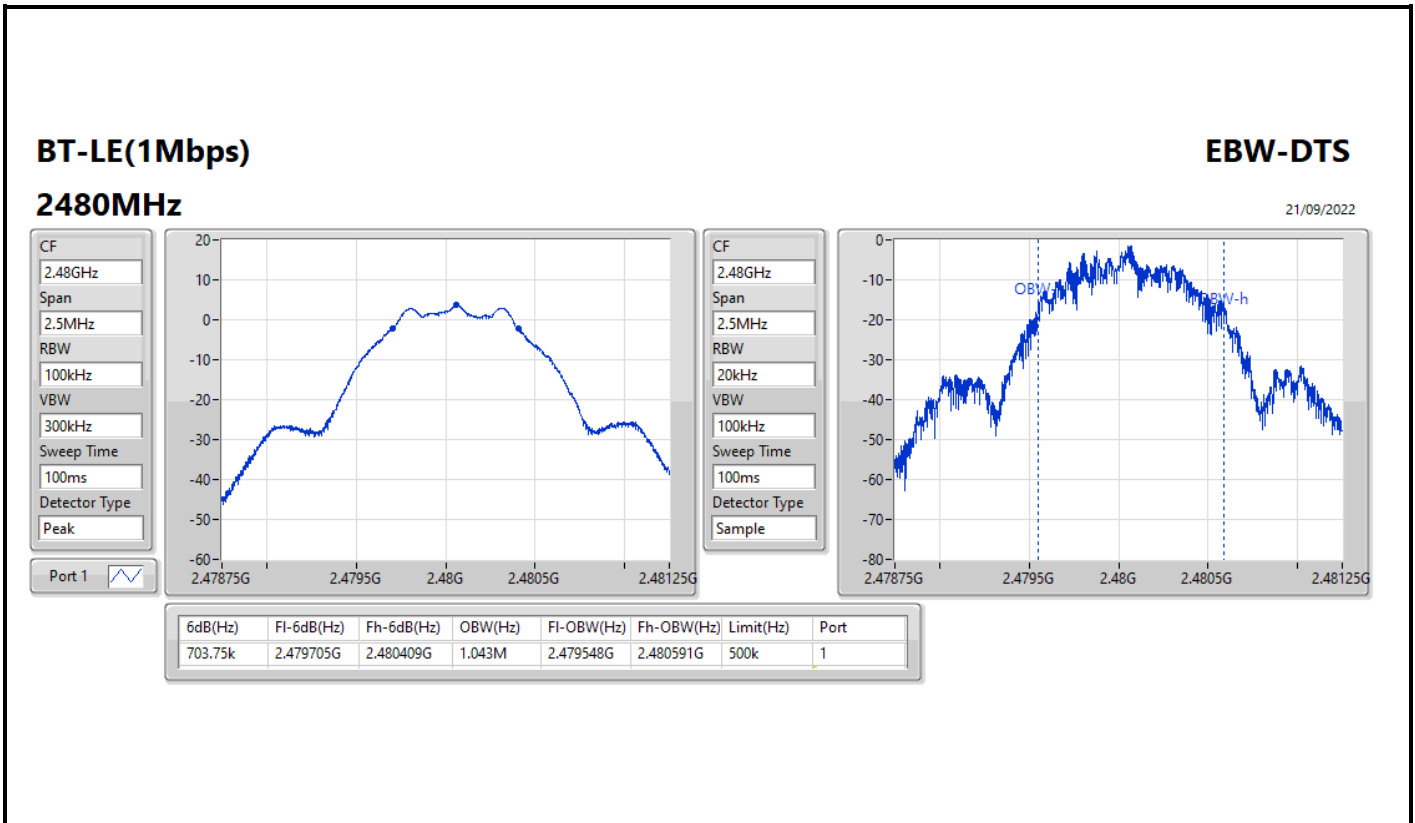 BT-LE(1Mbps)
EBW-DTS
2480MHz
21/09/2022
CF
2.48GHz
Span
2.5MHz
RBW
100kHz
VBW
300kHz
Sweep Time
100ms
Detector Type
Peak
Port 1
20
10
0
-10
-20
-30
-40
-50
-60
2.47875G 2.4795G 2.48G 2.4805G 2.48125G
CF
2.48GHz
Span
2.5MHz
RBW
20kHz
VBW
100kHz
Sweep Time
100ms
Detector Type
Sample
0
-10
-20
-30
-40
-50
-60
-70
-80
OBW-
OBW-h
2.47875G 2.4795G 2.48G 2.4805G 2.48125G
6dB(Hz) Fl-6dB(Hz) Fh-6dB(Hz) OBW(Hz) Fl-OBW(Hz) Fh-OBW(Hz) Limit(Hz) Port
703.75k 2.479705G 2.480409G 1.043M 2.479548G 2.480591G 500k 1